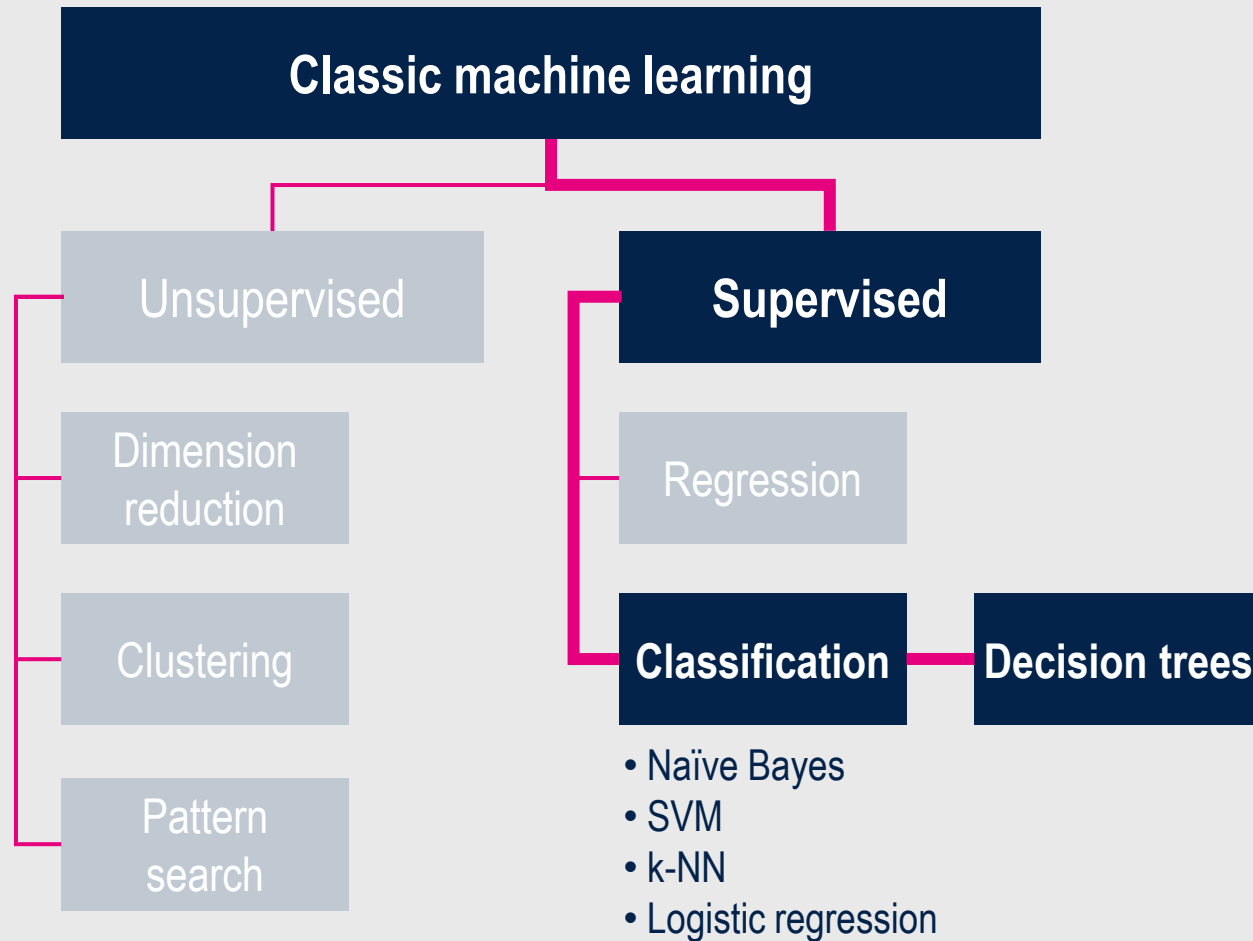 Classic machine learning
Unsupervised
Supervised
Dimension
reduction
Regression
Clustering
Classification
Decision trees
• Naïve Bayes
• SVM
• k-NN
• Logistic regression
Pattern
search